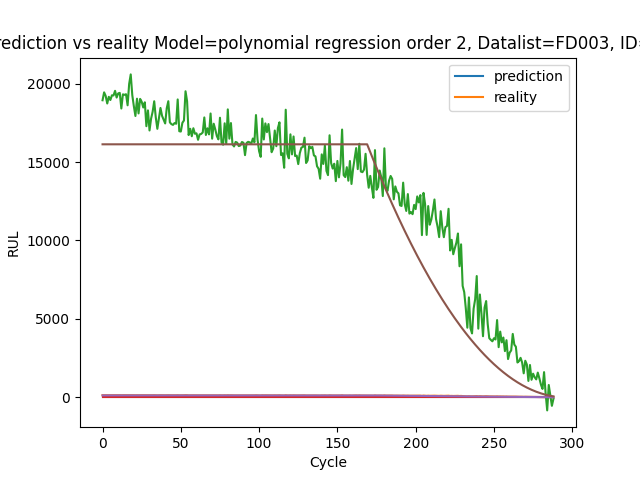 rediction vs reality Model=polynomial regression order 2, Datalist=FD003, ID=
prediction
reality
RUL
20000
15000
10000
5000
0
0 50 100 150 200 250 300
Cycle